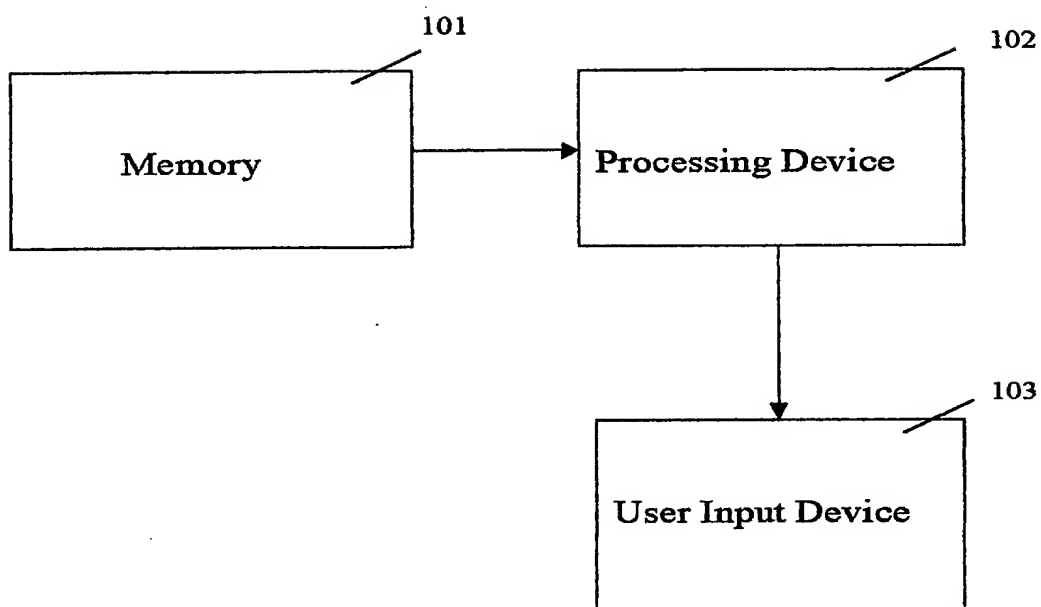 101
102
Memory
Processing Device
103
User Input Device